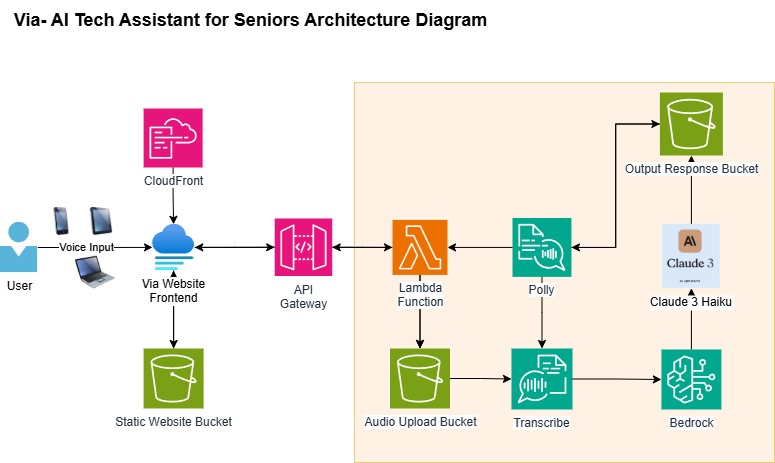 Via- AI Tech Assistant for Seniors Architecture Diagram
CloudFront
Output Response Bucket
Voice Input
User
Via Website
Frontend
API
Gateway
Lambda
Function
Polly
A\
Claude 3
Claude 3 Haiku
Static Website Bucket
Audio Upload Bucket
Transcribe
Bedrock